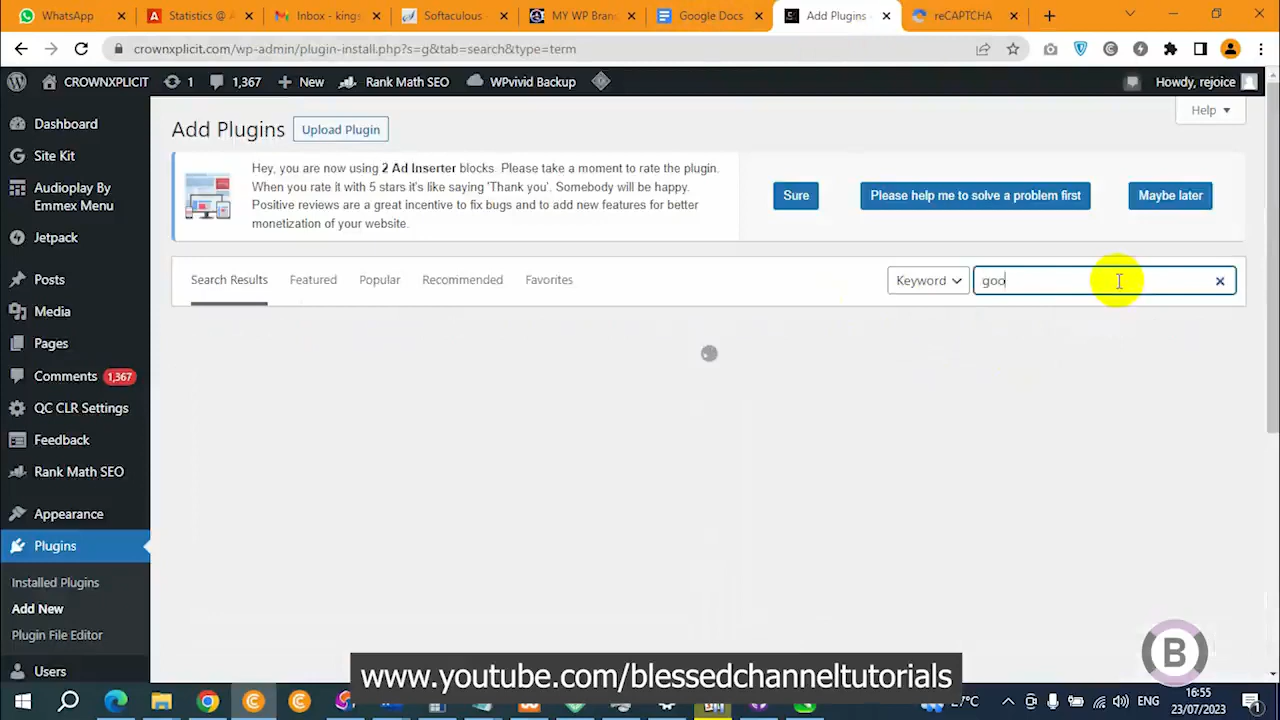 WhatsApp
Statistics @ A
Inbox - kings
Softaculous -
MY WP Bran
Google Docs
Add Plugins -
reCAPTCHA
crownxplicit.com/wp-admin/plugin-install.php?s=g&tab=search&type=term
CROWNXPLICIT
1
1,367
New
Rank Math SEO
WPvivid Backup
Howdy, rejoice
Help
Dashboard
Site Kit
Audioplay By
Emmex Menu
Jetpack
Posts
Media
Pages
Comments 1,367
QC CLR Settings
Feedback
Rank Math SEO
Appearance
Plugins
Installed Plugins
Add New
Plugin File Editor
Users
Add Plugins
Upload Plugin
Hey, you are now using 2 Ad Inserter blocks. Please take a moment to rate the plugin.
When you rate it with 5 stars it's like saying 'Thank you'. Somebody will be happy.
Positive reviews are a great incentive to fix bugs and to add new features for better
monetization of your website.
Sure
Please help me to solve a problem first
Maybe later
Search Results
Featured
Popular
Recommended
Favorites
Keyword
goo
B
www.youtube.com/blessedchanneltutorials
27°C
ENG
16:55
23/07/2023